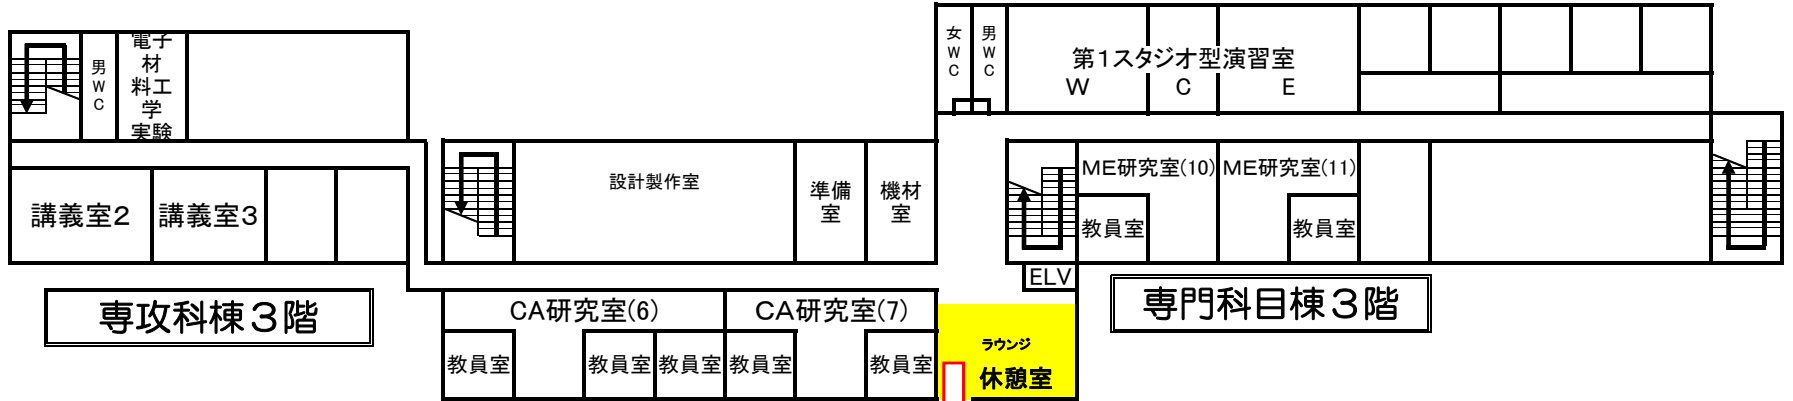 電子
材
料工
学
実験
男
W
C
女
W
C
男
W
C
第1スタジオ型演習室
W C E
講義室2
講義室3
設計製作室
準備
室
機材
室
ME研究室(10)
ME研究室(11)
教員室
教員室
ELV
専攻科棟3階
専門科目棟3階
CA研究室(6)
CA研究室(7)
教員室
教員室
教員室
教員室
教員室
ラウンジ
休憩室